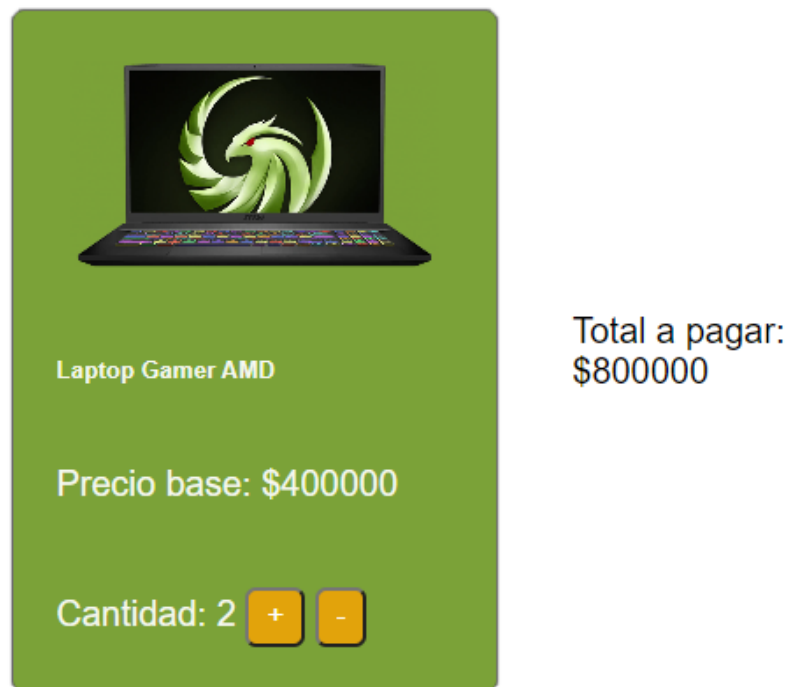 Laptop Gamer AMD
Precio base: $400000
Cantidad: 2 + -
Total a pagar:
$800000